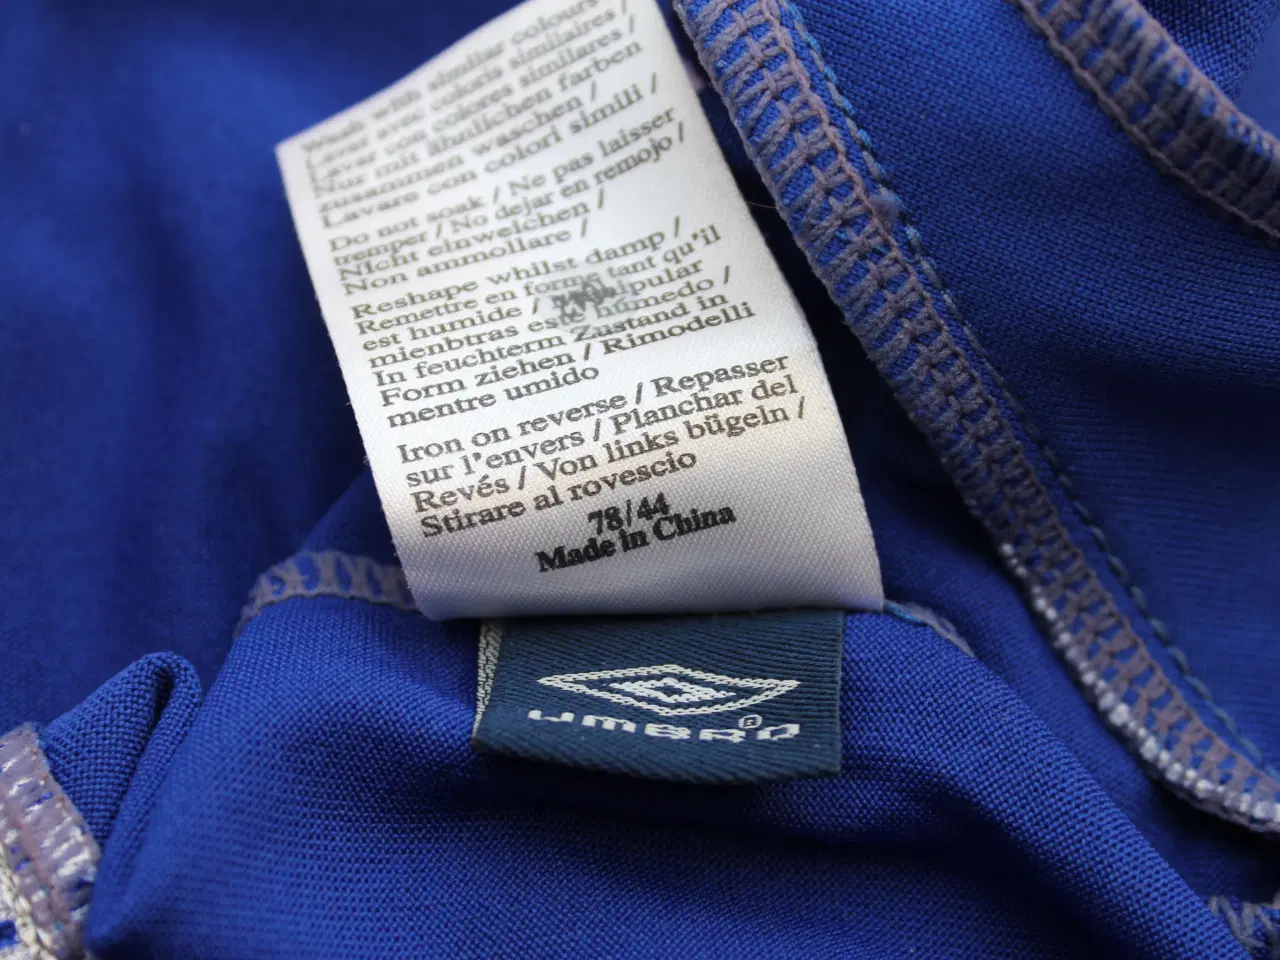 Wash with similar colours /
Laver avec coloris similaires /
Lavar con colores similares /
Nur mit ähnlichen farben
zusammen waschen /
Lavare con colori simili /
Do not soak / Ne pas laisser
tremper / No dejar en remojo /
Nicht einweichen /
Non ammollare /
Reshape whilst damp /
Remettre en forme tant qu'il
est humide / Manipular
mienbtras este húmedo /
In feuchterm Zustand in
Form ziehen / Rimodelli
mentre umido
Iron on reverse / Repasser
sur l'envers / Planchar del
Revés / Von links bügeln /
Stirare al rovescio
78/44
Made in China
UMBRO ®